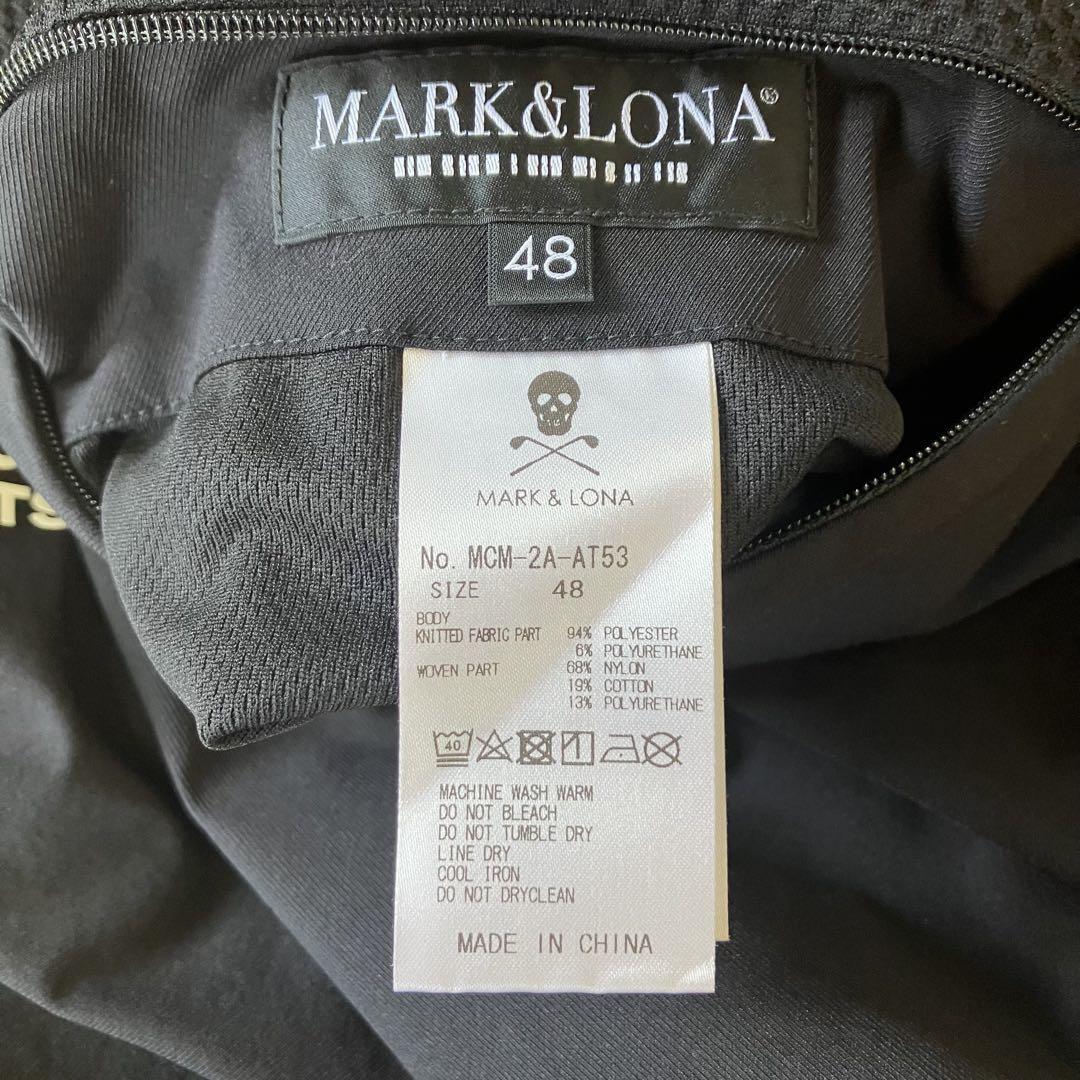 MARK&LONA®
48
MARK & LONA
No. MCM-2A-AT53
SIZE 48
BODY
KNITTED FABRIC PART 94% POLYESTER
6% POLYURETHANE
WOVEN PART 68% NYLON
19% COTTON
13% POLYURETHANE
40
MACHINE WASH WARM
DO NOT BLEACH
DO NOT TUMBLE DRY
LINE DRY
COOL IRON
DO NOT DRYCLEAN
MADE IN CHINA
TS